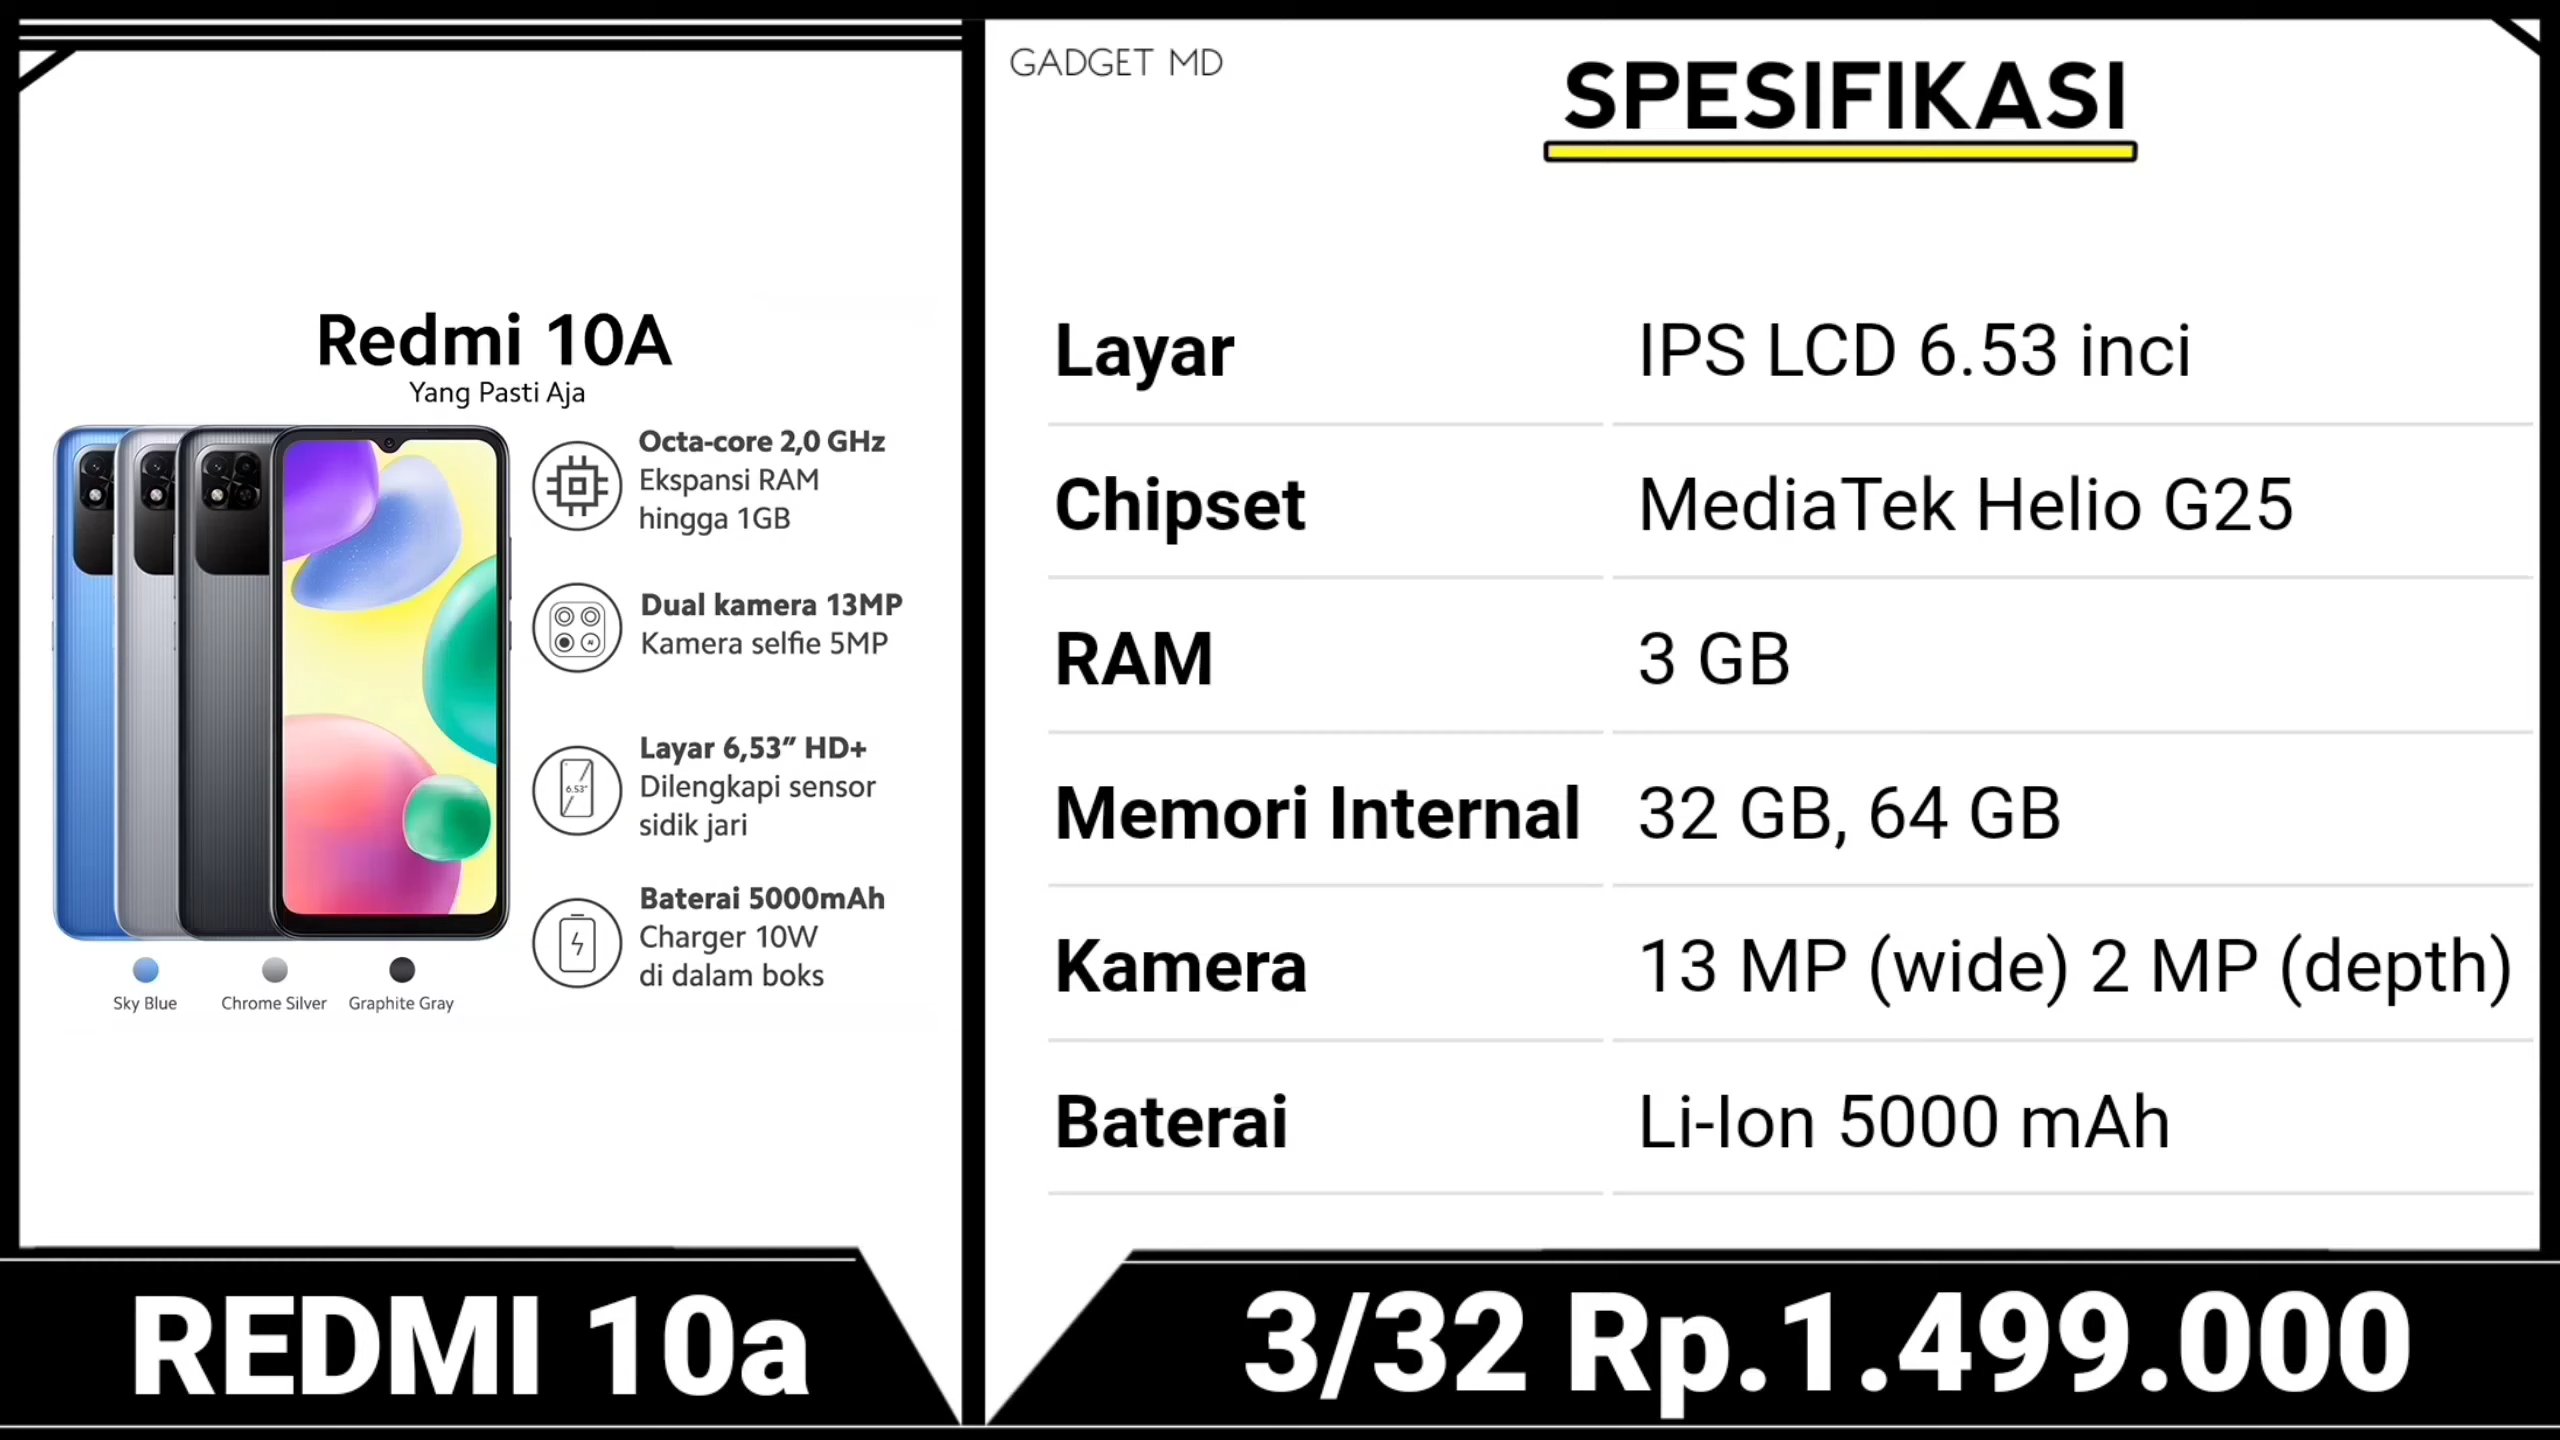 Redmi 10A
Yang Pasti Aja
Octa-core 2,0 GHz
Ekspansi RAM
hingga 1GB
Dual kamera 13MP
Kamera selfie 5MP
6.53"
Layar 6,53″ HD+
Dilengkapi sensor
sidik jari
Baterai 5000mAh
Charger 10W
di dalam boks
Sky Blue
Chrome Silver
Graphite Gray
REDMI 10a
GADGET MD
SPESIFIKASI
Layar IPS LCD 6.53 inci
Chipset MediaTek Helio G25
RAM 3 GB
Memori Internal 32 GB, 64 GB
Kamera 13 MP (wide) 2 MP (depth)
Baterai Li-Ion 5000 mAh
3/32 Rp.1.499.000